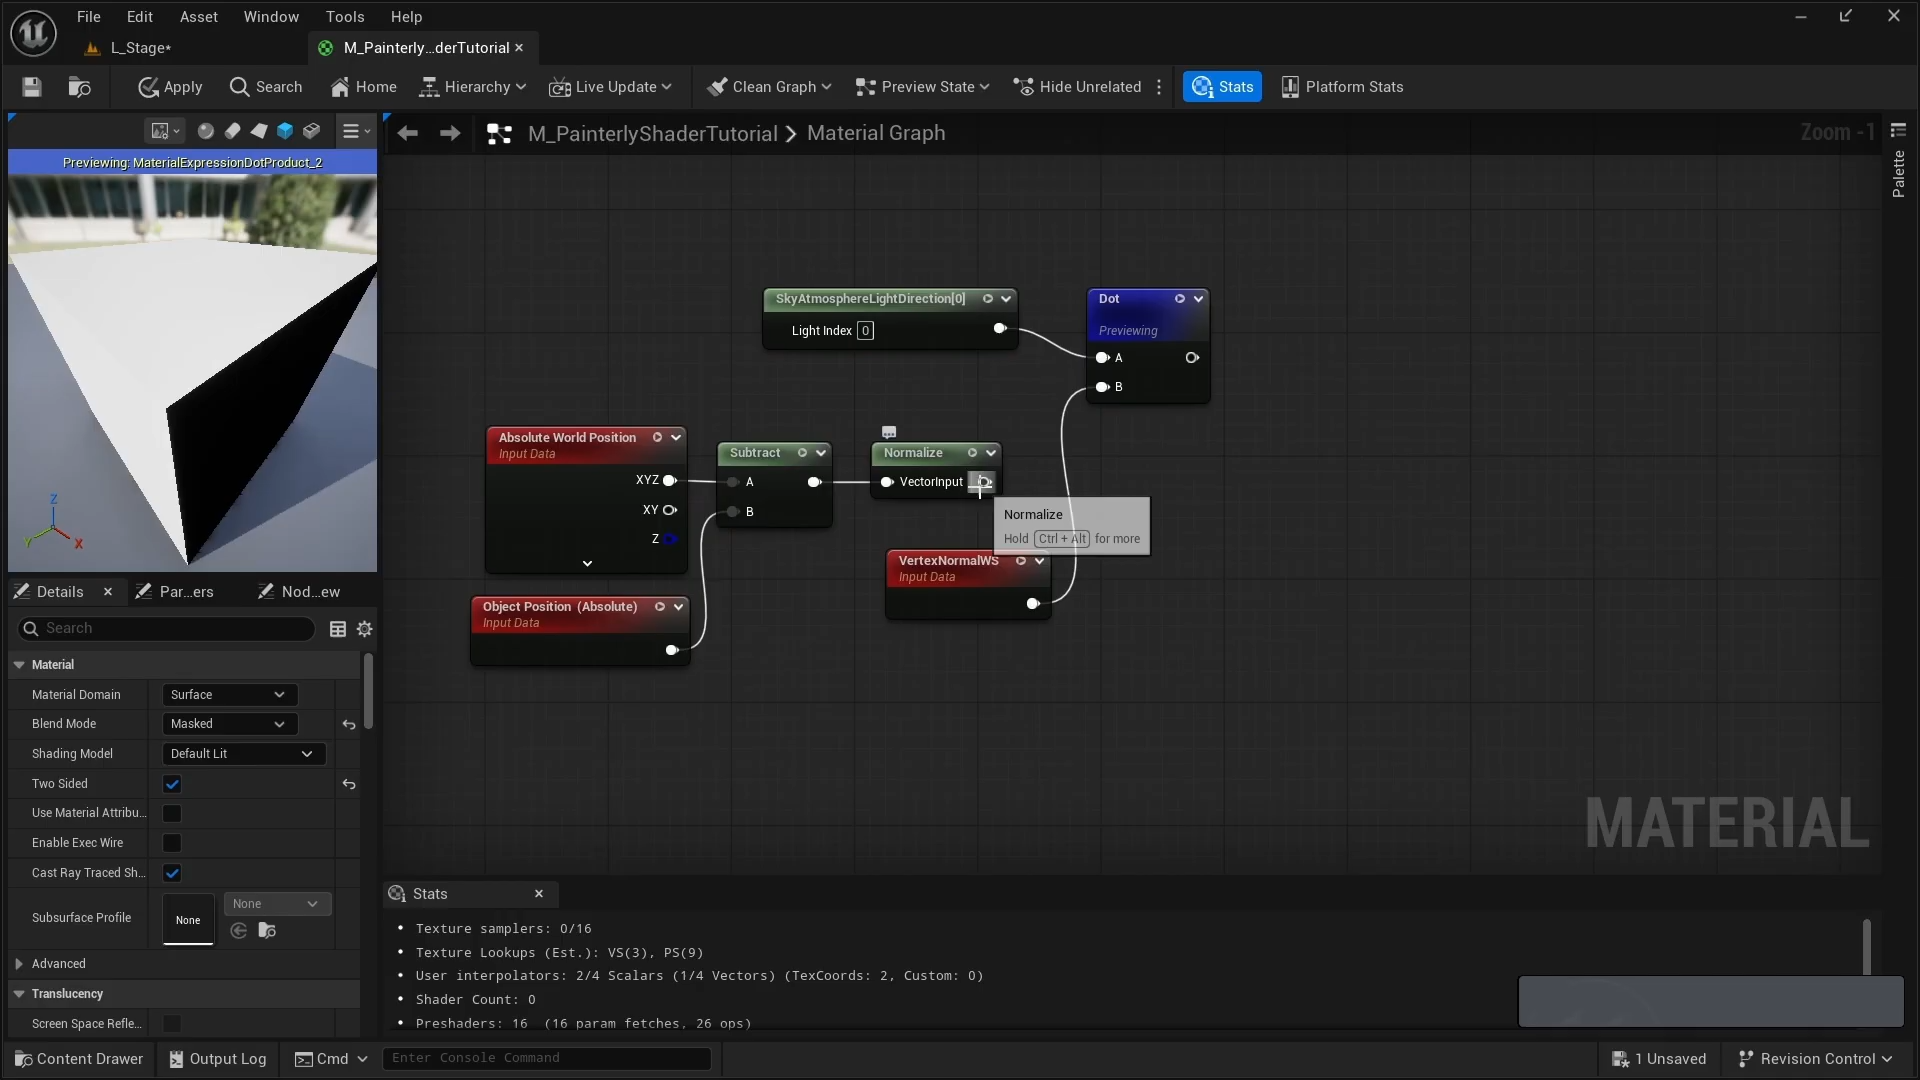 File Edit Asset Window Tools Help
L_Stage*
M_Painterly...derTutorial
Apply Search Home Hierarchy Live Update Clean Graph Preview State Hide Unrelated Stats Platform Stats
M_PainterlyShaderTutorial > Material Graph
Zoom -1
Palette
Previewing: MaterialExpressionDotProduct_2
Z
Y
X
SkyAtmosphereLightDirection[0]
Light Index 0
Dot
Previewing
A
B
Absolute World Position
Input Data
XYZ
XY
Z
Subtract
A
B
Normalize
VectorInput
Normalize
Hold Ctrl + Alt for more
VertexNormalWS
Input Data
Object Position (Absolute)
Input Data
MATERIAL
Details Par...ers Nod...ew
Search
Material
Material Domain Surface
Blend Mode Masked
Shading Model Default Lit
Two Sided
Use Material Attribu...
Enable Exec Wire
Cast Ray Traced Sh...
Subsurface Profile None None
Advanced
Translucency
Screen Space Refle...
Stats
• Texture samplers: 0/16
• Texture Lookups (Est.): VS(3), PS(9)
• User interpolators: 2/4 Scalars (1/4 Vectors) (TexCoords: 2, Custom: 0)
• Shader Count: 0
• Preshaders: 16 (16 param fetches, 26 ops)
Content Drawer Output Log Cmd Enter Console Command 1 Unsaved Revision Control